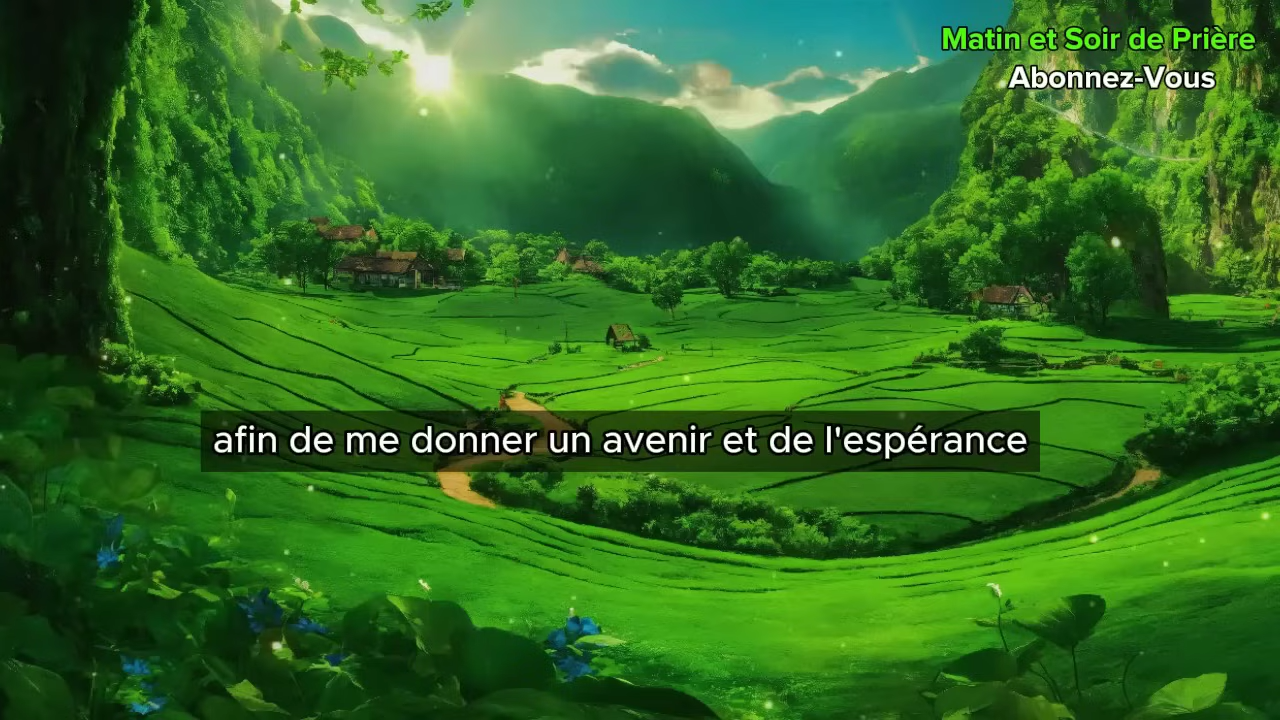 Matin et Soir de Prière
Abonnez-Vous
afin de me donner un avenir et de l'espérance